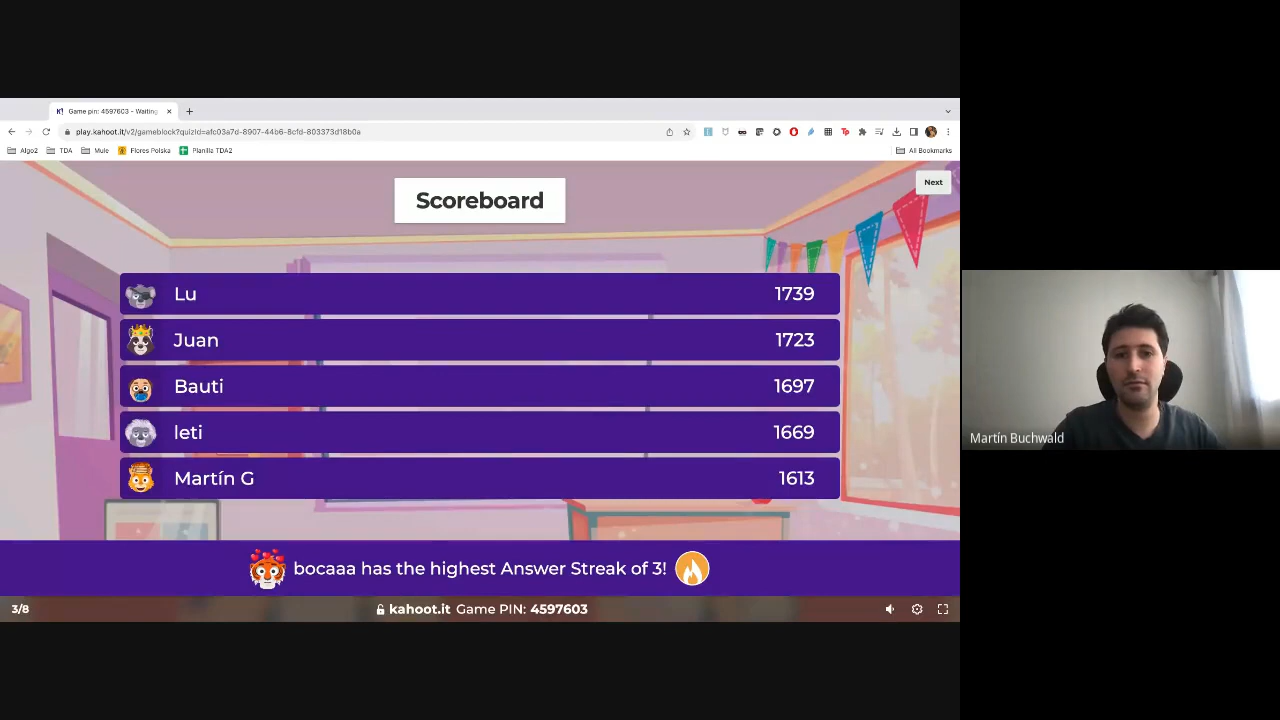 Game pin: 4597603 - Waiting
play.kahoot.it/v2/gameblock?quizId=afc03a7d-8907-44b6-8cfd-803373d18b0a
Algo2
TDA
Mule
Flores Polska
Planilla TDA2
All Bookmarks
Scoreboard
Next
Lu 1739
Juan 1723
Bauti 1697
leti 1669
Martín G 1613
bocaaa has the highest Answer Streak of 3!
3/8
kahoot.it Game PIN: 4597603
Martín Buchwald